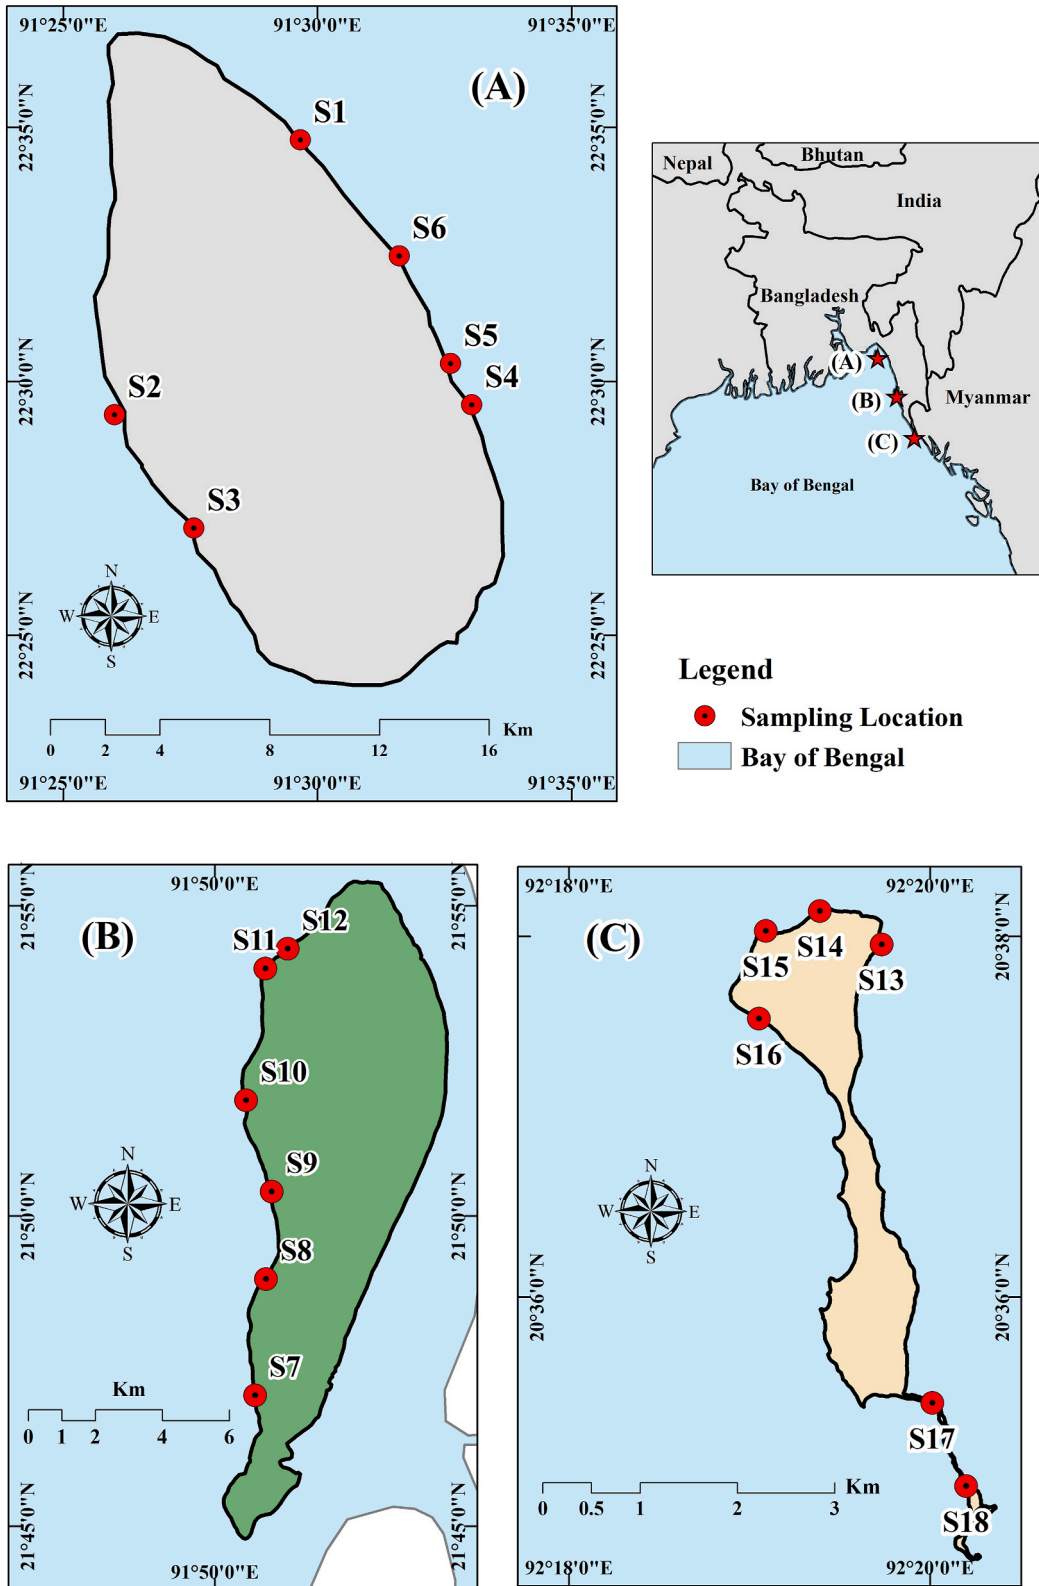 91°25'0"E 91°30'0"E 91°35'0"E
(A)
22°35'0"N S1 22°35'0"N
S6
S5
22°30'0"N S4 22°30'0"N
S2
S3
N
W E
S
22°25'0"N 22°25'0"N
Km
0 2 4 8 12 16
91°25'0"E 91°30'0"E 91°35'0"E
Nepal Bhutan
India
Bangladesh
(A)
(B) Myanmar
(C)
Bay of Bengal
Legend
Sampling Location
Bay of Bengal
91°50'0"E
21°55'0"N 21°55'0"N
(B) S12
S11
S10
S9
N
W E
S
21°50'0"N 21°50'0"N
S8
S7
Km
0 1 2 4 6
21°45'0"N 21°45'0"N
91°50'0"E
92°18'0"E 92°20'0"E
(C) S15 S14 S13
20°38'0"N 20°38'0"N
S16
N
W E
S
20°36'0"N 20°36'0"N
S17
Km
0 0.5 1 2 3
S18
92°18'0"E 92°20'0"E